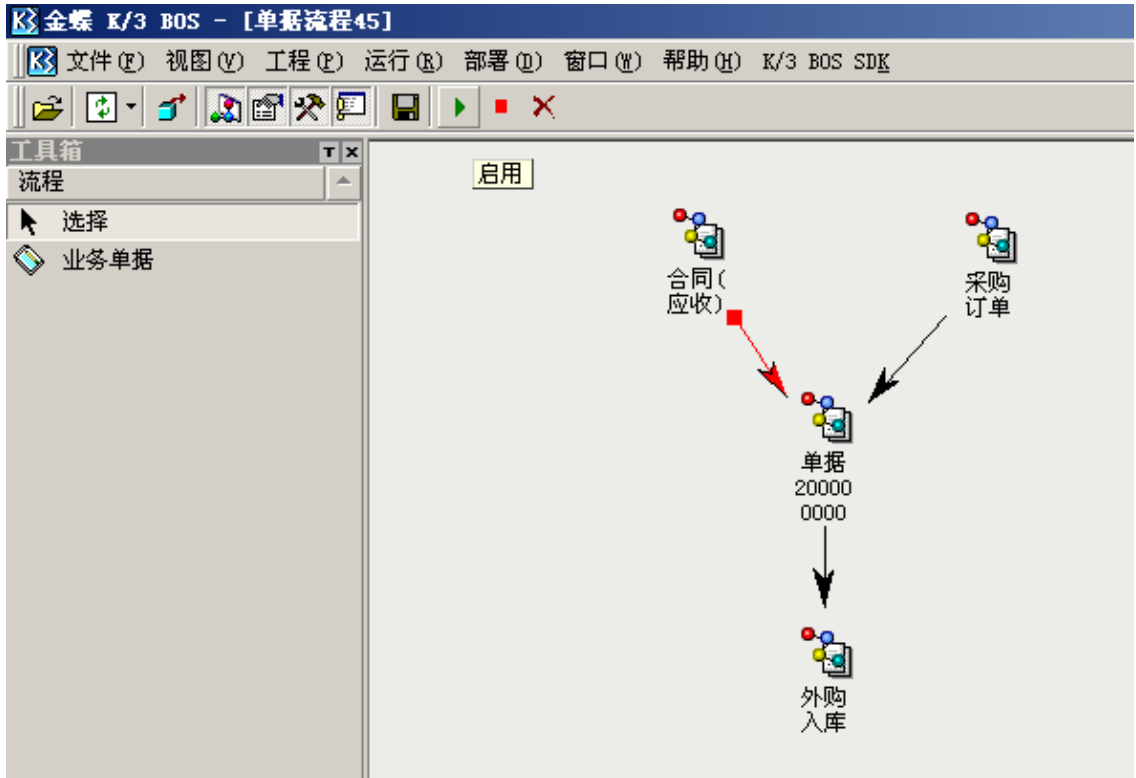 金蝶 K/3 BOS - [单据流程45]
文件(F) 视图(V) 工程(P) 运行(R) 部署(D) 窗口(W) 帮助(H) K/3 BOS SDK
工具箱
流程
启用
选择
业务单据
合同(
应收)
采购
订单
单据
20000
0000
外购
入库